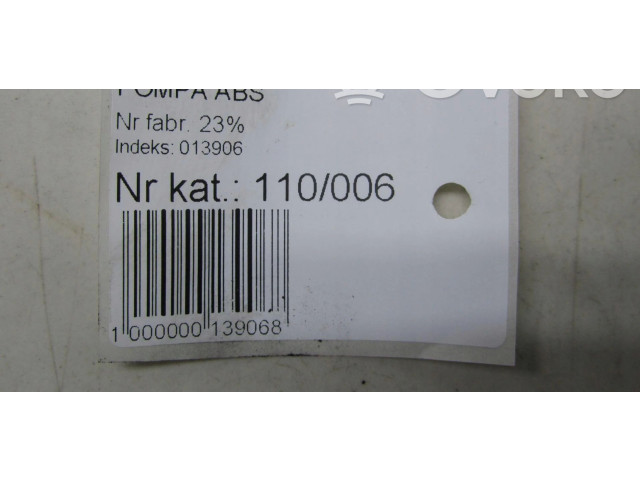 POMPA ABS
Nr fabr. 23%
Indeks: 013906
Nr kat.: 110/006
1 000000 139068